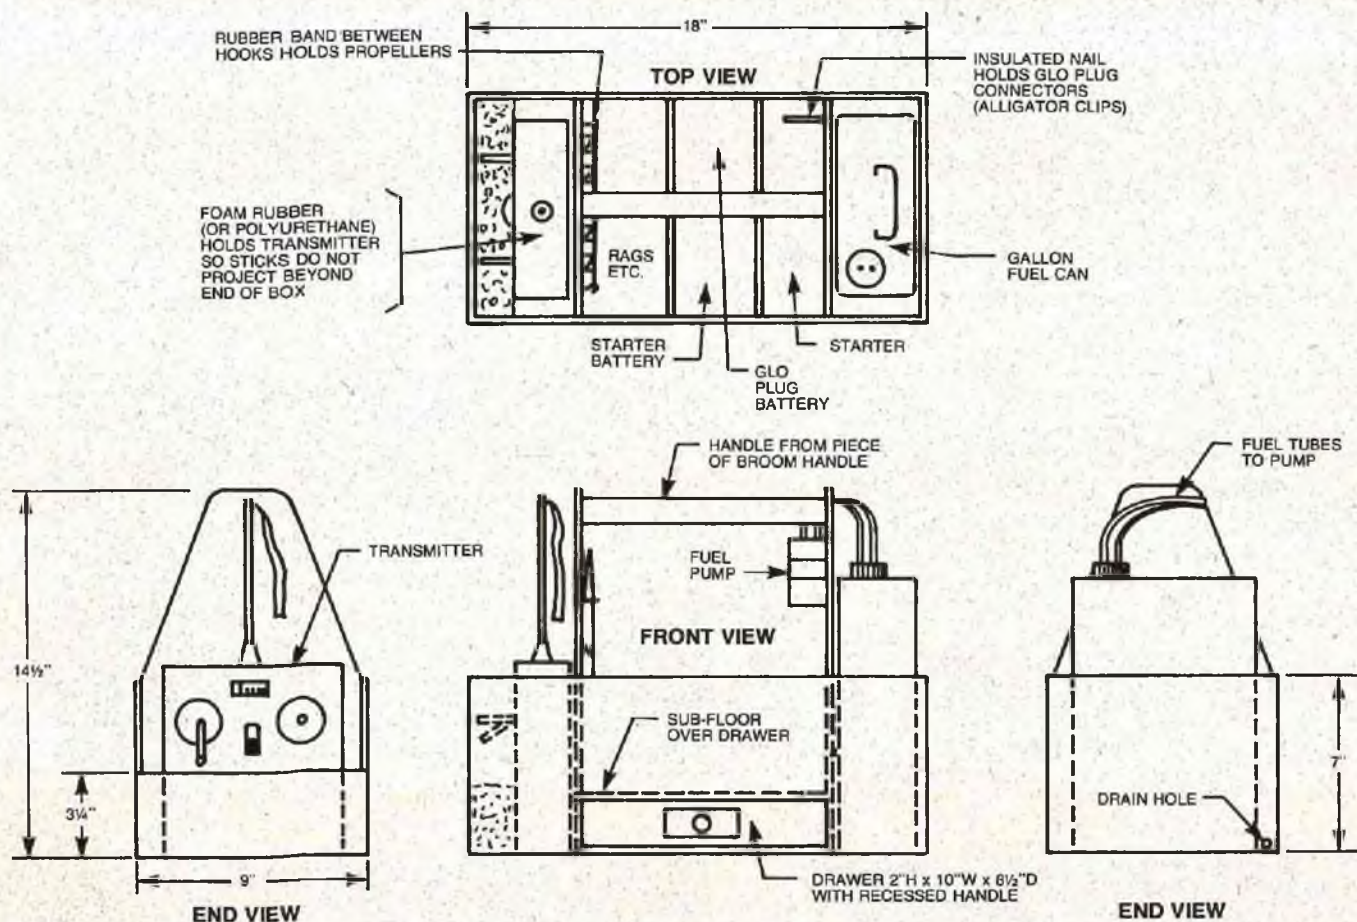 18"
RUBBER BAND BETWEEN
HOOKS HOLDS PROPELLERS
TOP VIEW
INSULATED NAIL
HOLDS GLO PLUG
CONNECTORS
(ALLIGATOR CLIPS)
FOAM RUBBER
(OR POLYURETHANE)
HOLDS TRANSMITTER
SO STICKS DO NOT
PROJECT BEYOND
END OF BOX
RAGS
ETC.
GALLON
FUEL CAN
STARTER
BATTERY
STARTER
GLO
PLUG
BATTERY
HANDLE FROM PIECE
OF BROOM HANDLE
FUEL TUBES
TO PUMP
TRANSMITTER
FUEL
PUMP
FRONT VIEW
14½"
SUB-FLOOR
OVER DRAWER
7"
3¼"
DRAIN HOLE
9"
DRAWER 2"H x 10"W x 8½"D
WITH RECESSED HANDLE
END VIEW
END VIEW